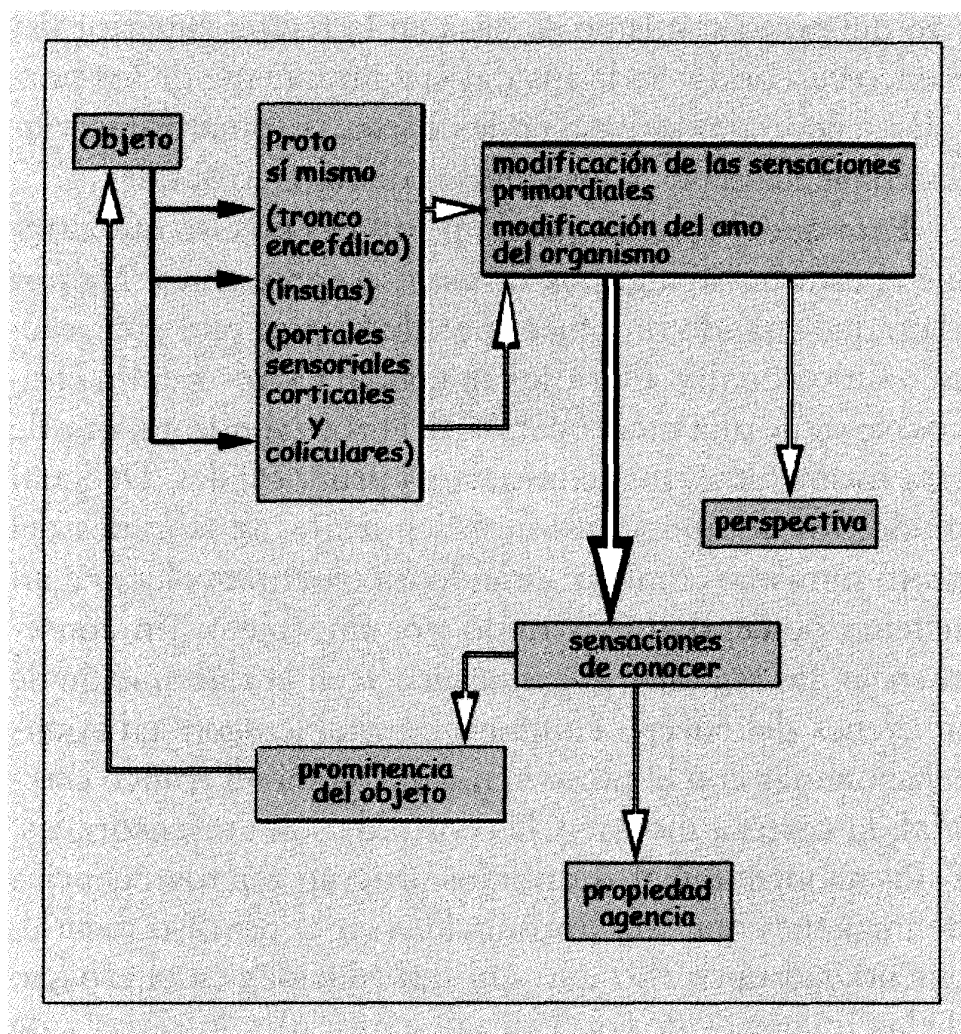 Objeto
Proto
sí mismo
(tronco
encefálico)
(ínsulas)
(portales
sensoriales
corticales
y
coliculares)
modificación de las sensaciones
primordiales
modificación del amo
del organismo
perspectiva
sensaciones
de conocer
prominencia
del objeto
propiedad
agencia